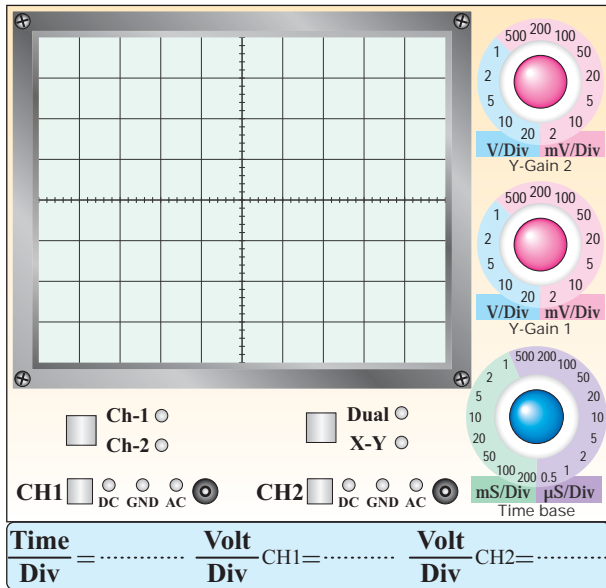 500 200 100
1 50
2 20
5 10
10 5
20 2
V/Div mV/Div
Y-Gain 2
500 200 100
1 50
2 20
5 10
10 5
20 2
V/Div mV/Div
Y-Gain 1
1 500 200 100
2 50
5 20
10 10
20 5
50 2
100 200 0.5 1
mS/Div µS/Div
Time base
Ch-1
Ch-2
Dual
X-Y
CH1 DC GND AC
CH2 DC GND AC
Time/Div = ............ Volt/Div CH1= ............ Volt/Div CH2= ............